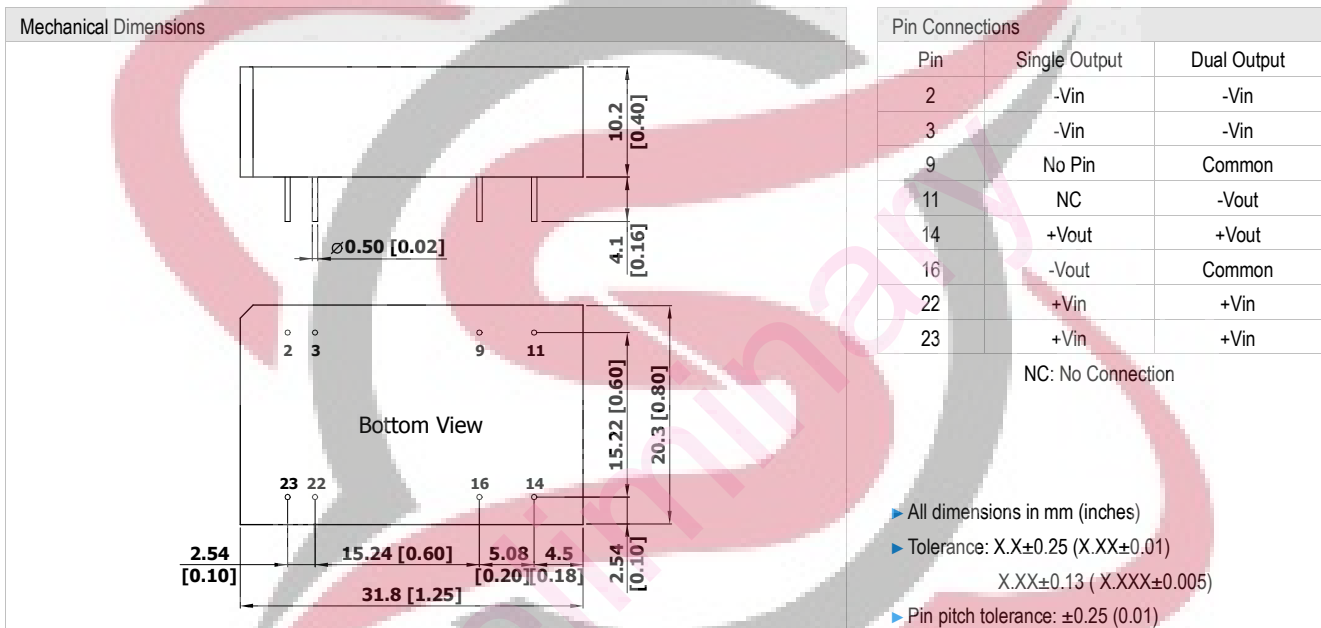 Mechanical Dimensions
10.2
[0.40]
4.1
[0.16]
⌀0.50 [0.02]
2 3 9 11
Bottom View
15.22 [0.60]
20.3 [0.80]
23 22 16 14
2.54
[0.10]
15.24 [0.60]
5.08
[0.20]
4.5
[0.18]
2.54
[0.10]
31.8 [1.25]
Pin Connections
Pin Single Output Dual Output
2 -Vin -Vin
3 -Vin -Vin
9 No Pin Common
11 NC -Vout
14 +Vout +Vout
16 -Vout Common
22 +Vin +Vin
23 +Vin +Vin
NC: No Connection
► All dimensions in mm (inches)
► Tolerance: X.X±0.25 (X.XX±0.01)
X.XX±0.13 ( X.XXX±0.005)
► Pin pitch tolerance: ±0.25 (0.01)
eliminary